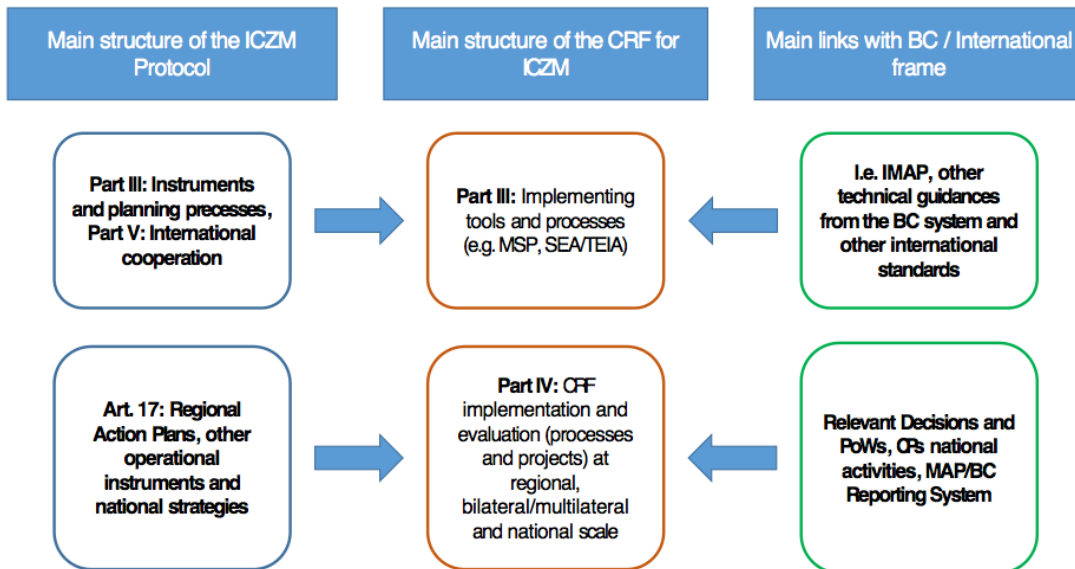 Main structure of the ICZM
Protocol
Main structure of the CRF for
ICZM
Main links with BC / International
frame
Part III: Instruments
and planning precesses,
Part V: International
cooperation
Part III: Implementing
tools and processes
(e.g. MSP, SEA/TEIA)
I.e. IMAP, other
technical guidances
from the BC system and
other international
standards
Art. 17: Regional
Action Plans, other
operational
instruments and
national strategies
Part IV: CRF
implementation and
evaluation (processes
and projects) at
regional,
bilateral/multilateral
and national scale
Relevant Decisions and
PoWs, CPs national
activities, MAP/BC
Reporting System